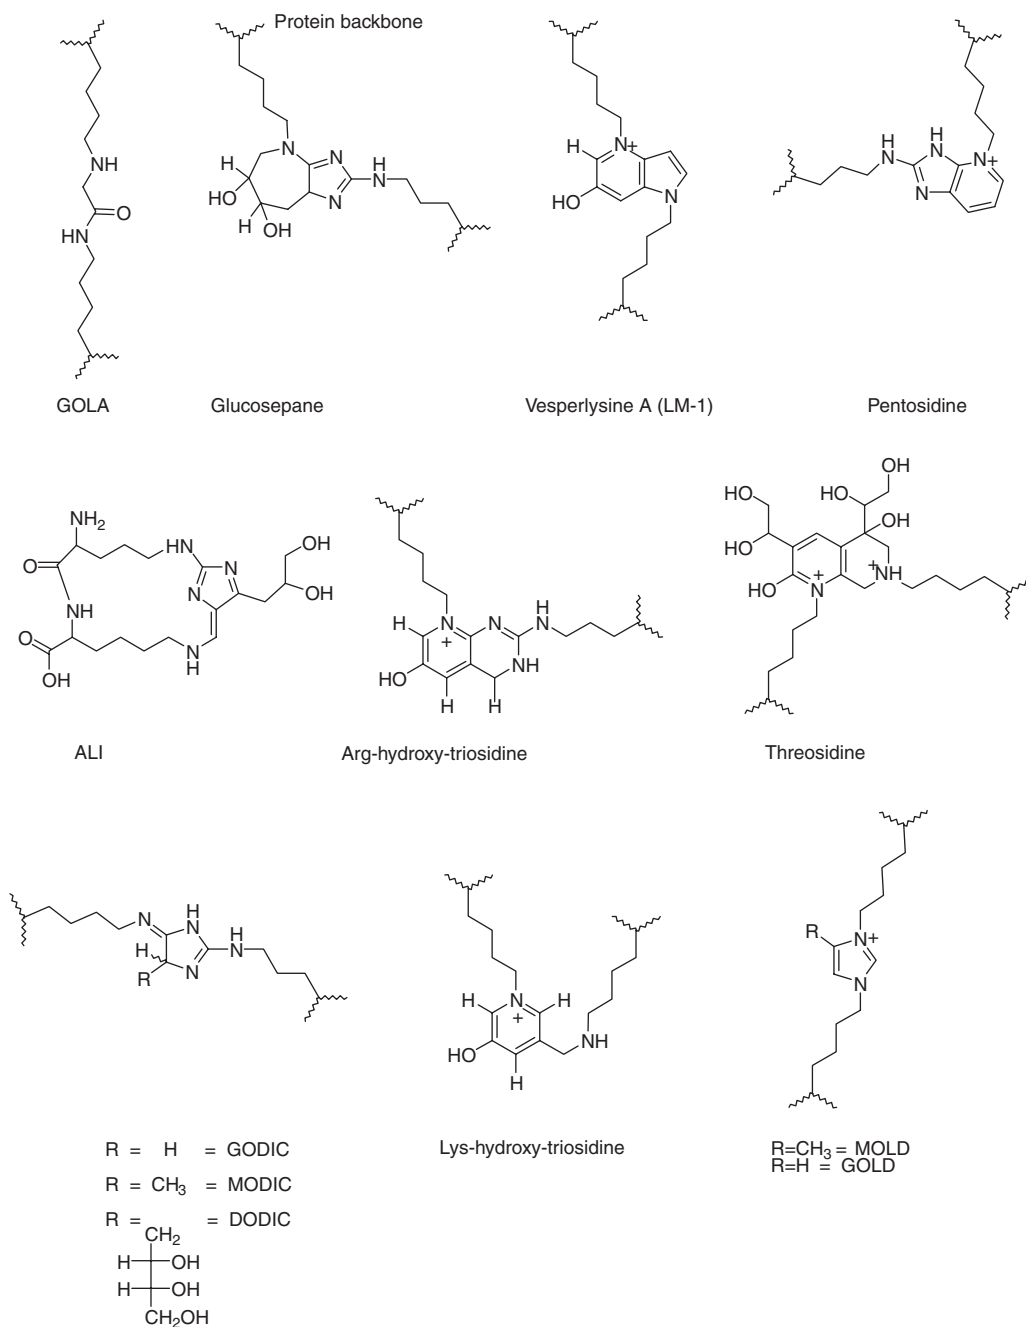 Protein backbone
NH
O
HN
N
N
N
H
N
H
HO
H
OH
H
N
+
HO
N
H
N
H
N
N
+
N
GOLA
Glucosepane
Vesperlysine A (LM-1)
Pentosidine
NH₂
O
HN
N
N
OH
OH
NH
O
OH
N
H
H
N
+
N
H
N
NH
HO
H
H
OH
HO
HO
OH
HO
HO
N
+
+
NH
ALI
Arg-hydroxy-triosidine
Threosidine
N
H
N
H
N
H
N
R
H
N
+
H
HO
H
NH
R
N
+
N
R = H = GODIC
R = CH₃ = MODIC
R = = DODIC
CH₂
H OH
H OH
CH₂OH
Lys-hydroxy-triosidine
R=CH₃ = MOLD
R=H = GOLD